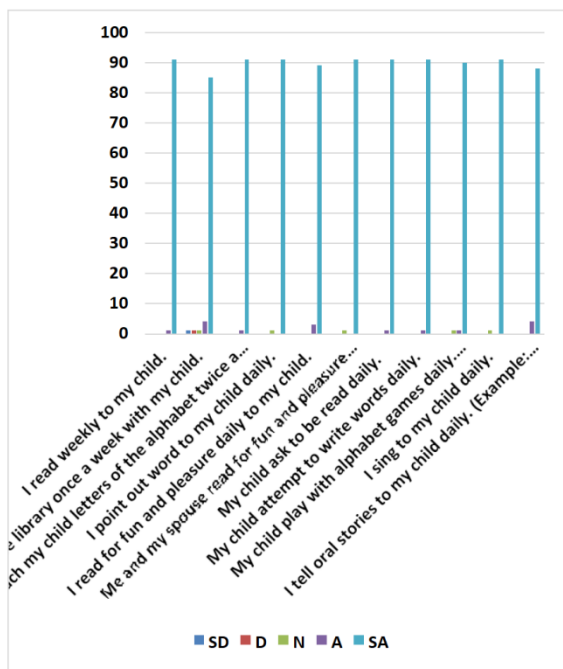 100
90
80
70
60
50
40
30
20
10
0
I read weekly to my child.
library once a week with my child.
my child letters of the alphabet twice a...
I point out word to my child daily.
I read for fun and pleasure daily to my child.
Me and my spouse read for fun and pleasure...
My child ask to be read daily.
My child attempt to write words daily.
My child play with alphabet games daily....
I sing to my child daily.
I tell oral stories to my child daily. (Example:...
SD D N A SA